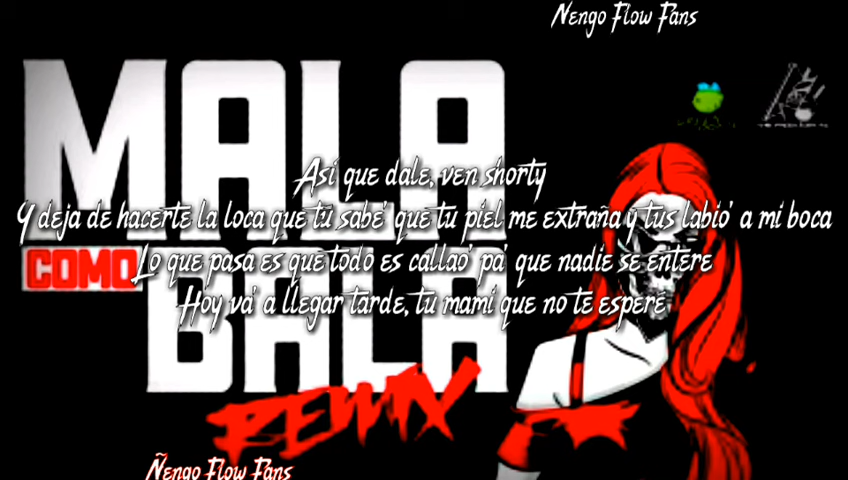 Nengo Flow Fans
MALA
Así que dale, ven shorty
Y deja de hacerte la loca que tú sabe' que tu piel me extraña y tus labio' a mi boca
COMO
Lo que pasa es que todo es callao' pa' que nadie se entere
BALA
Hoy va' a llegar tarde, tu mami que no te espere
REMIX
Ñengo Flow Fans